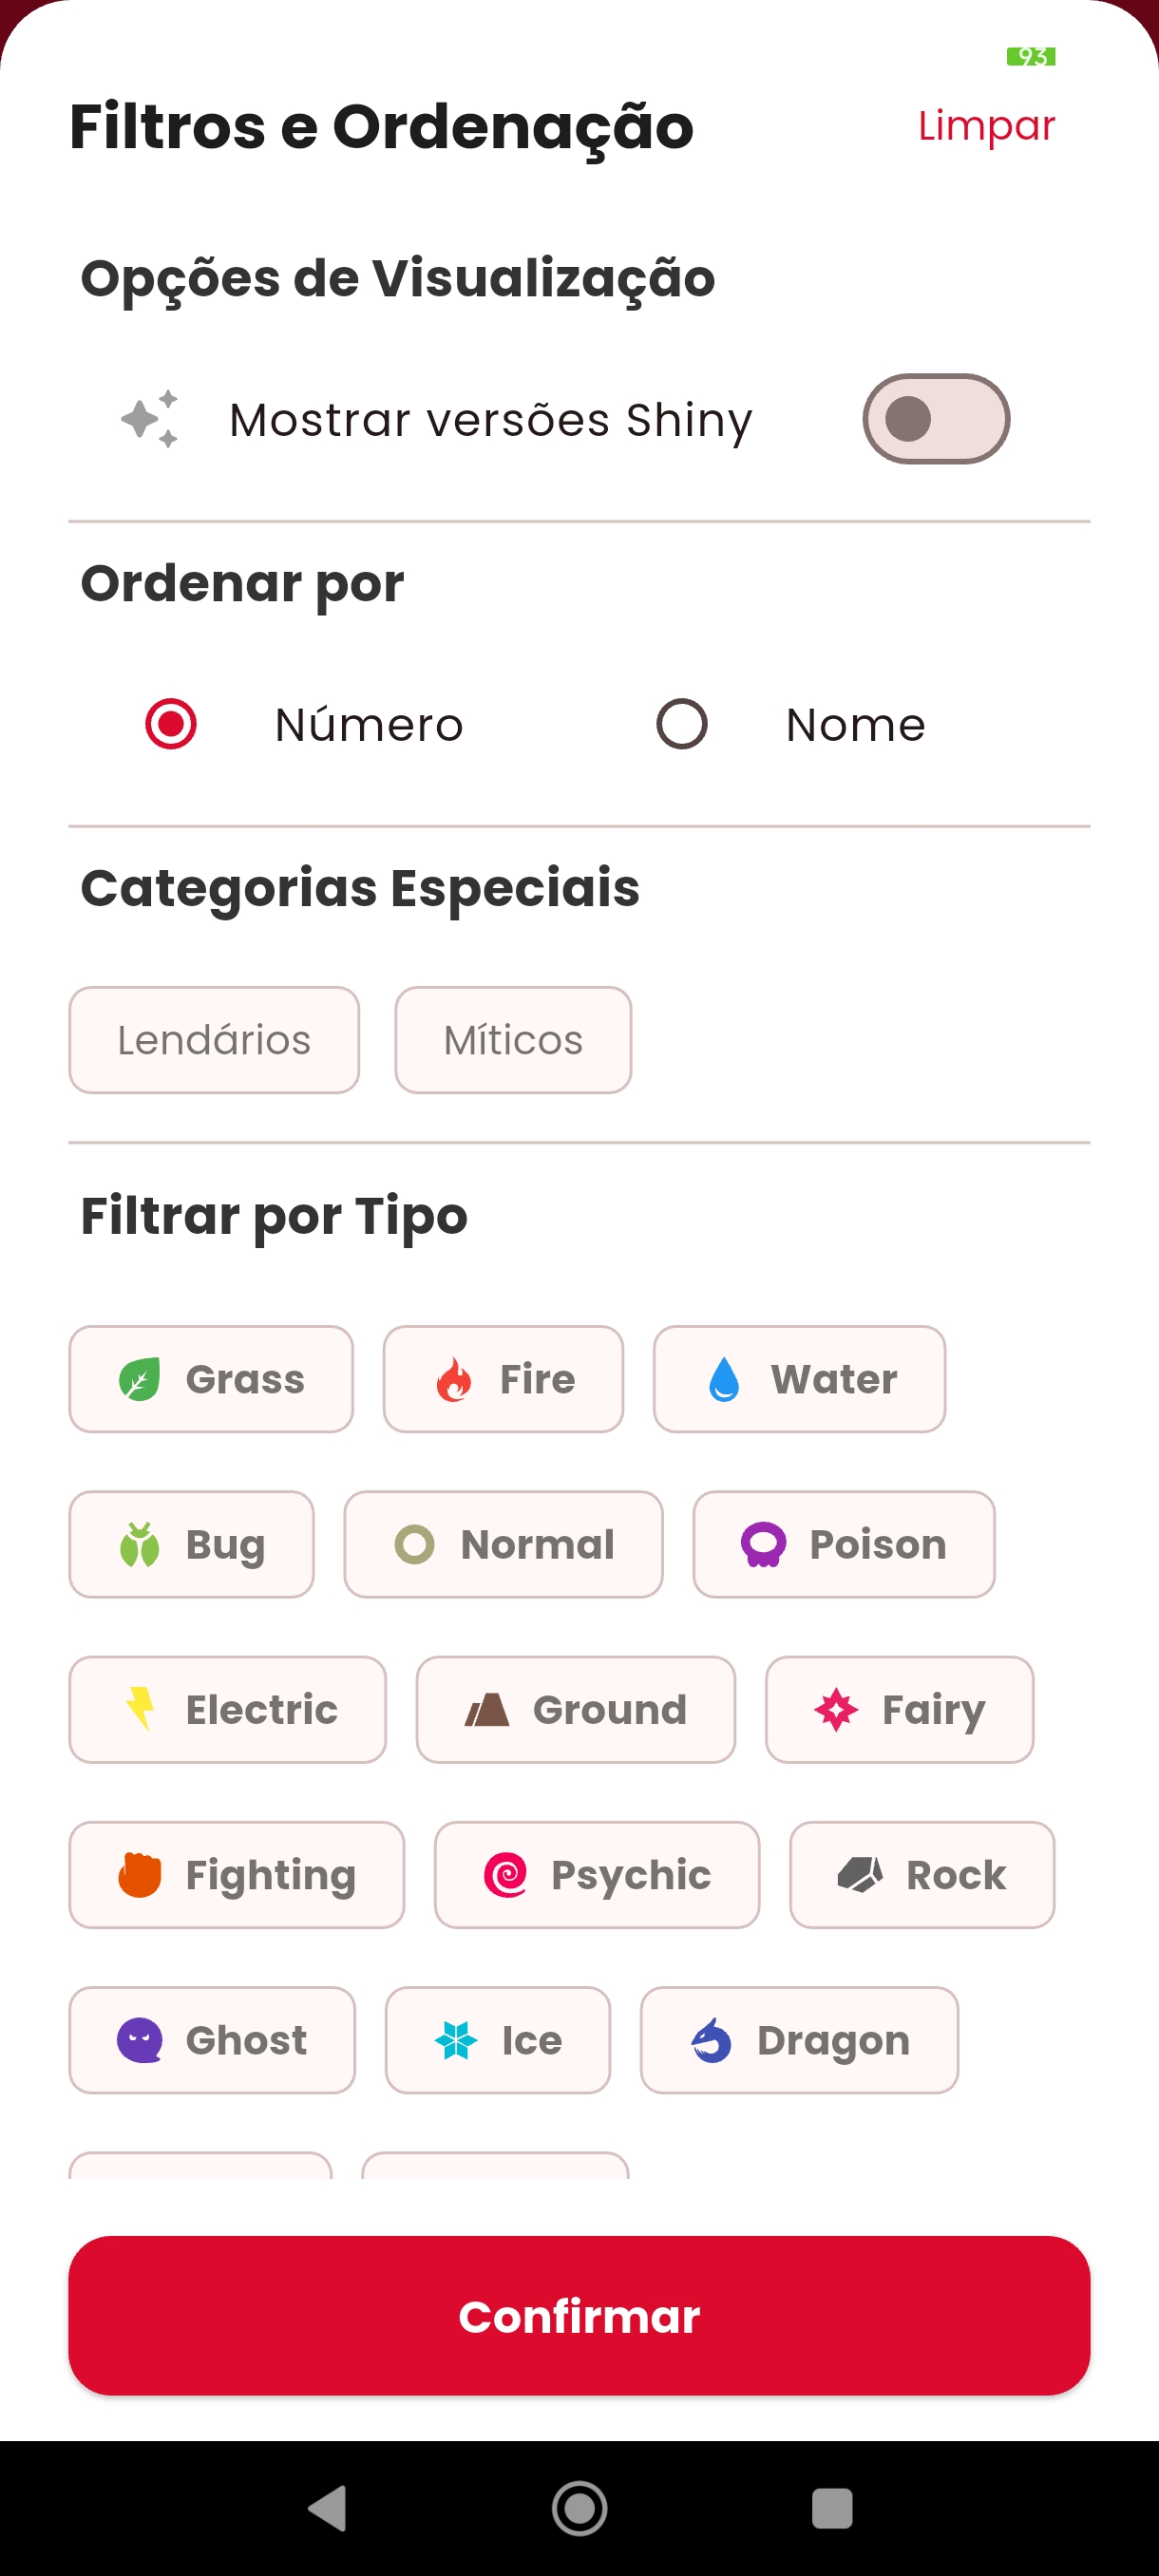 93
Filtros e Ordenação
Limpar
Opções de Visualização
Mostrar versões Shiny
Ordenar por
Número
Nome
Categorias Especiais
Lendários
Míticos
Filtrar por Tipo
Grass
Fire
Water
Bug
Normal
Poison
Electric
Ground
Fairy
Fighting
Psychic
Rock
Ghost
Ice
Dragon
Confirmar